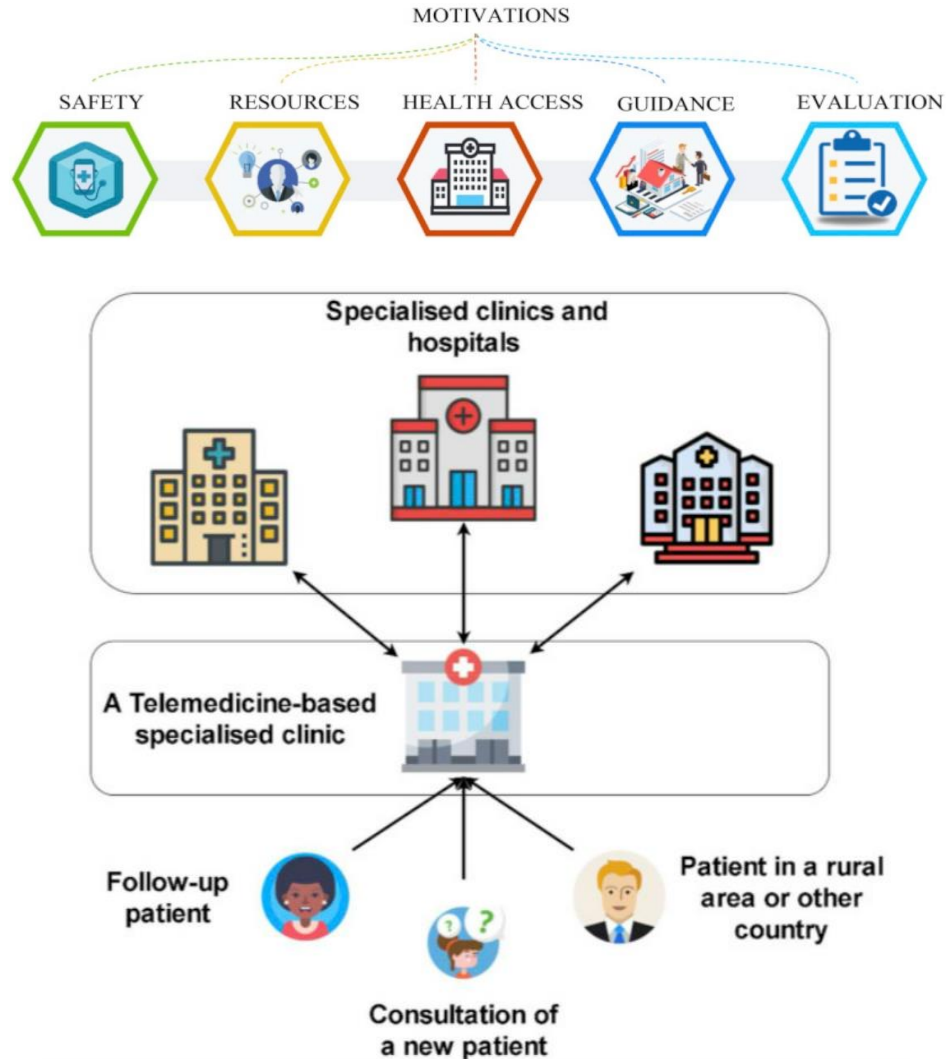 MOTIVATIONS
SAFETY
RESOURCES
HEALTH ACCESS
GUIDANCE
EVALUATION
Specialised clinics and
hospitals
A Telemedicine-based
specialised clinic
Follow-up
patient
Patient in a rural
area or other
country
? ?
Consultation of
a new patient